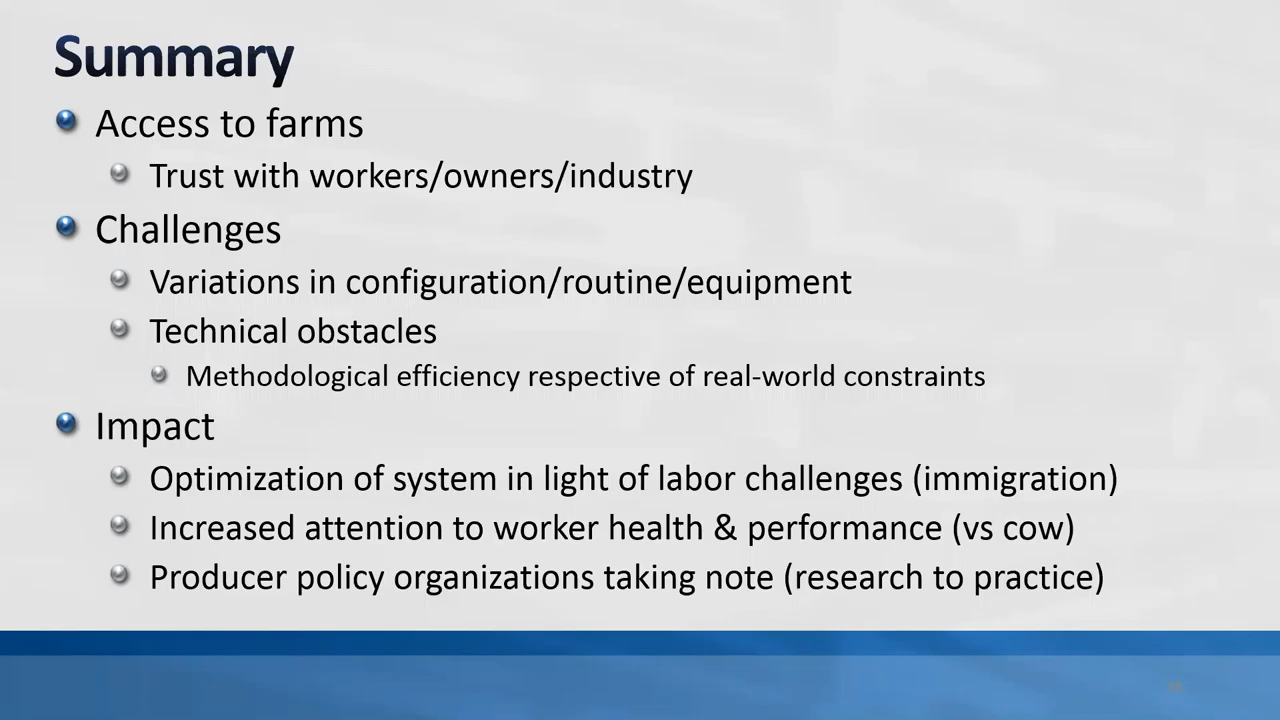 Summary
Access to farms
Trust with workers/owners/industry
Challenges
Variations in configuration/routine/equipment
Technical obstacles
Methodological efficiency respective of real-world constraints
Impact
Optimization of system in light of labor challenges (immigration)
Increased attention to worker health & performance (vs cow)
Producer policy organizations taking note (research to practice)